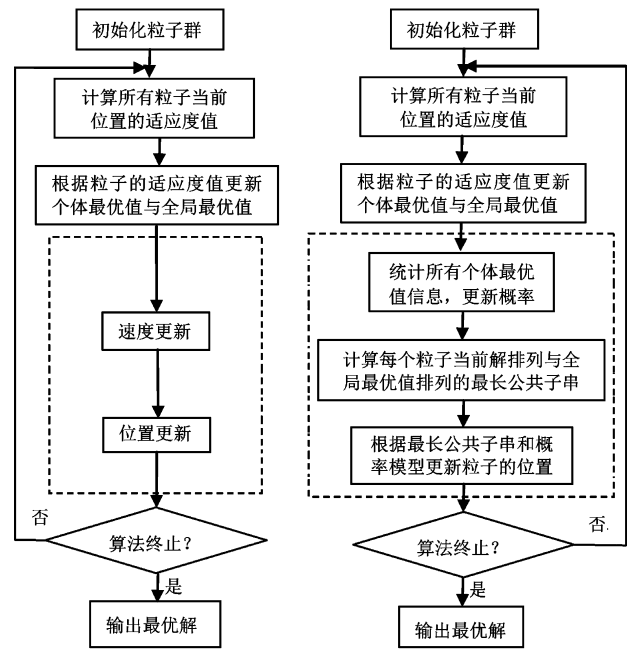 初始化粒子群
计算所有粒子当前
位置的适应度值
根据粒子的适应度值更新
个体最优值与全局最优值
速度更新
位置更新
否
算法终止？
是
输出最优解
初始化粒子群
计算所有粒子当前
位置的适应度值
根据粒子的适应度值更新
个体最优值与全局最优值
统计所有个体最优
值信息，更新概率
计算每个粒子当前解排列与全
局最优值排列的最长公共子串
根据最长公共子串和概
率模型更新粒子的位置
否
算法终止？
是
输出最优解